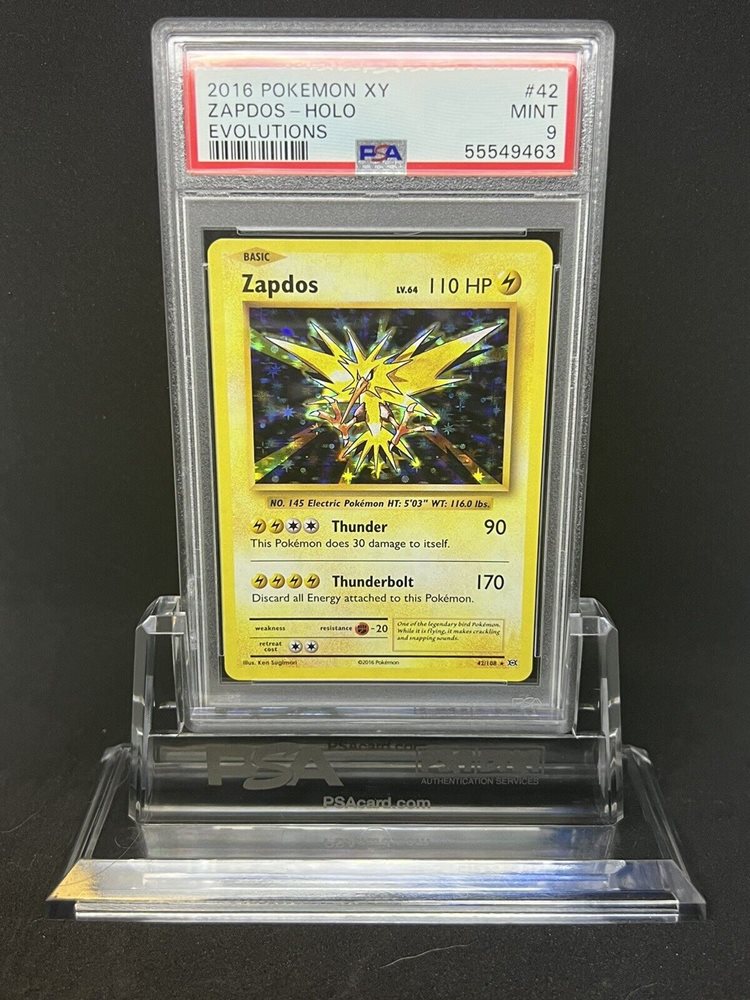 2016 POKEMON XY #42
ZAPDOS - HOLO MINT
EVOLUTIONS 9
PSA 55549463
BASIC
Zapdos LV.64 110 HP
NO. 145 Electric Pokémon HT: 5'03" WT: 116.0 lbs.
Thunder 90
This Pokémon does 30 damage to itself.
Thunderbolt 170
Discard all Energy attached to this Pokémon.
weakness resistance -20
retreat cost
One of the legendary bird Pokémon.
While it is flying, it makes crackling
and snapping sounds.
Illus. Ken Sugimori ©2016 Pokémon 42/108 ★
PSAcard.com
PSA
AUTHENTICATION SERVICES
PSAcard.com